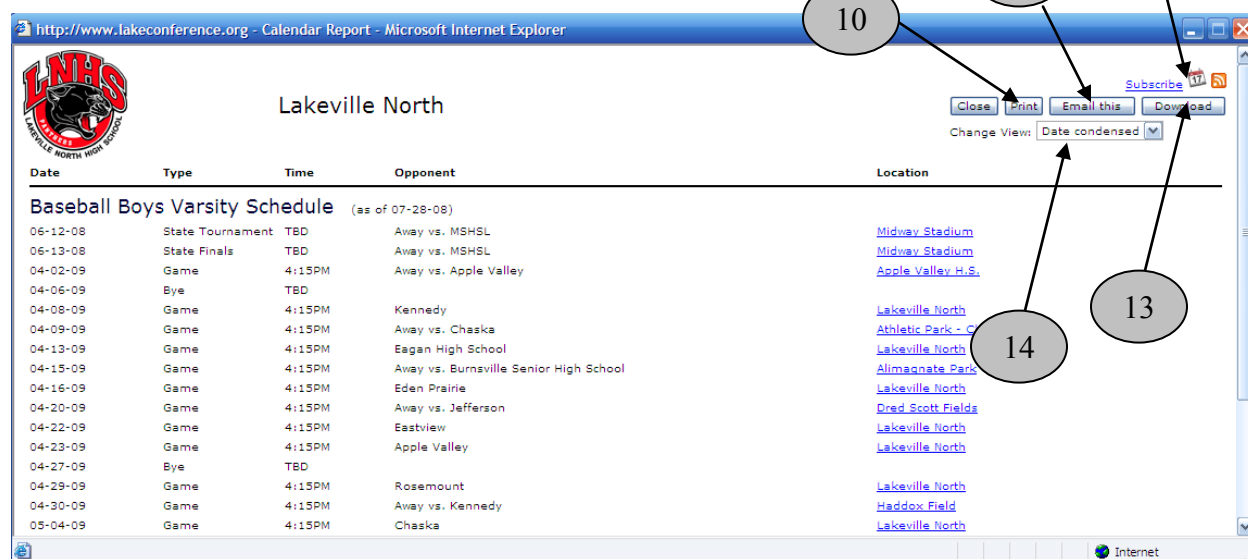 10
http://www.lakeconference.org - Calendar Report - Microsoft Internet Explorer
LNHS
PANTHERS
LAKEVILLE NORTH HIGH SCHOOL
Lakeville North
Subscribe 17
Close Print Email this Download
Change View: Date condensed
Date Type Time Opponent Location
Baseball Boys Varsity Schedule (as of 07-28-08)
06-12-08 State Tournament TBD Away vs. MSHSL Midway Stadium
06-13-08 State Finals TBD Away vs. MSHSL Midway Stadium
04-02-09 Game 4:15PM Away vs. Apple Valley Apple Valley H.S.
04-06-09 Bye TBD
04-08-09 Game 4:15PM Kennedy Lakeville North
04-09-09 Game 4:15PM Away vs. Chaska Athletic Park - C
13
04-13-09 Game 4:15PM Eagan High School Lakeville North
14
04-15-09 Game 4:15PM Away vs. Burnsville Senior High School Alimagnate Park
04-16-09 Game 4:15PM Eden Prairie Lakeville North
04-20-09 Game 4:15PM Away vs. Jefferson Dred Scott Fields
04-22-09 Game 4:15PM Eastview Lakeville North
04-23-09 Game 4:15PM Apple Valley Lakeville North
04-27-09 Bye TBD
04-29-09 Game 4:15PM Rosemount Lakeville North
04-30-09 Game 4:15PM Away vs. Kennedy Haddox Field
05-04-09 Game 4:15PM Chaska Lakeville North
Internet